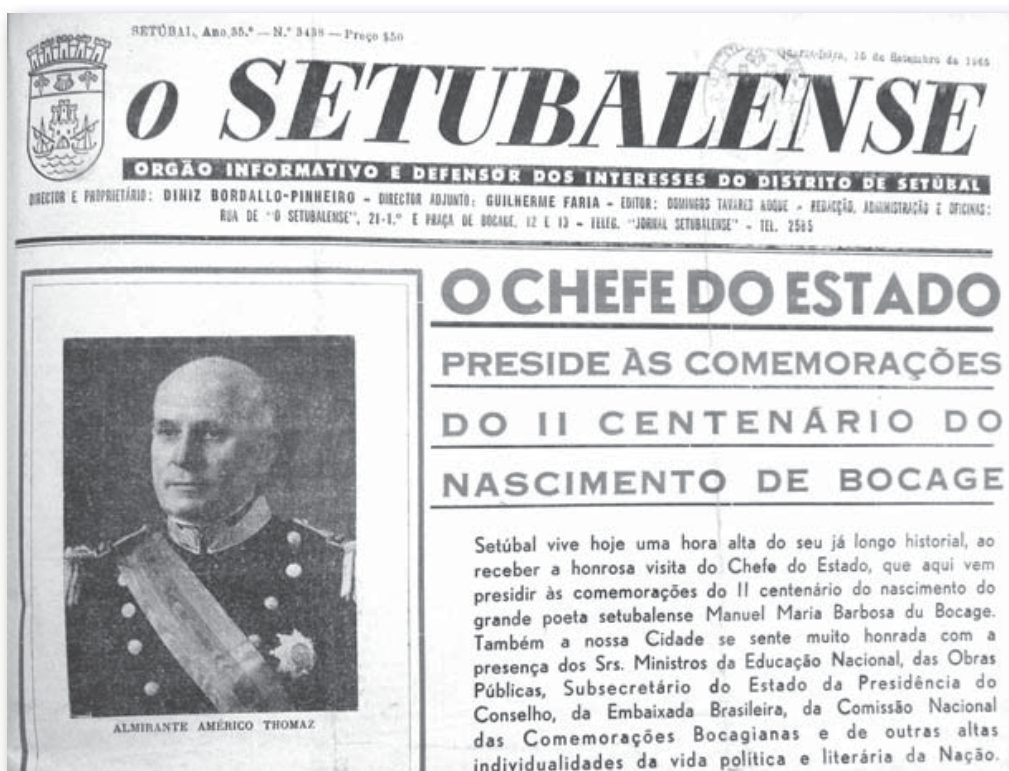 SETÚBAL, Ano 35.º — N.º 3438 — Preço $50
Quarta-feira, 15 de Setembro de 1965
O SETUBALENSE
ORGÃO INFORMATIVO E DEFENSOR DOS INTERESSES DO DISTRITO DE SETÚBAL
DIRECTOR E PROPRIETÁRIO: DINIZ BORDALLO-PINHEIRO - DIRECTOR ADJUNTO: GUILHERME FARIA - EDITOR: DOMINGOS TAVARES - REDACÇÃO, ADMINISTRAÇÃO E OFICINAS:
RUA DE "O SETUBALENSE", 21-1.º E PRAÇA DE BOCAGE, 12 E 13 - TELEG. "JORNAL SETUBALENSE" - TEL. 2585
O CHEFE DO ESTADO
PRESIDE ÀS COMEMORAÇÕES
DO II CENTENÁRIO DO
NASCIMENTO DE BOCAGE
Setúbal vive hoje uma hora alta do seu já longo historial, ao
receber a honrosa visita do Chefe do Estado, que aqui vem
presidir às comemorações do II centenário do nascimento do
grande poeta setubalense Manuel Maria Barbosa du Bocage.
Também a nossa Cidade se sente muito honrada com a
presença dos Srs. Ministros da Educação Nacional, das Obras
Públicas, Subsecretário do Estado da Presidência do
Conselho, da Embaixada Brasileira, da Comissão Nacional
das Comemorações Bocagianas e de outras altas
individualidades da vida política e literária da Nação.
ALMIRANTE AMÉRICO THOMAZ